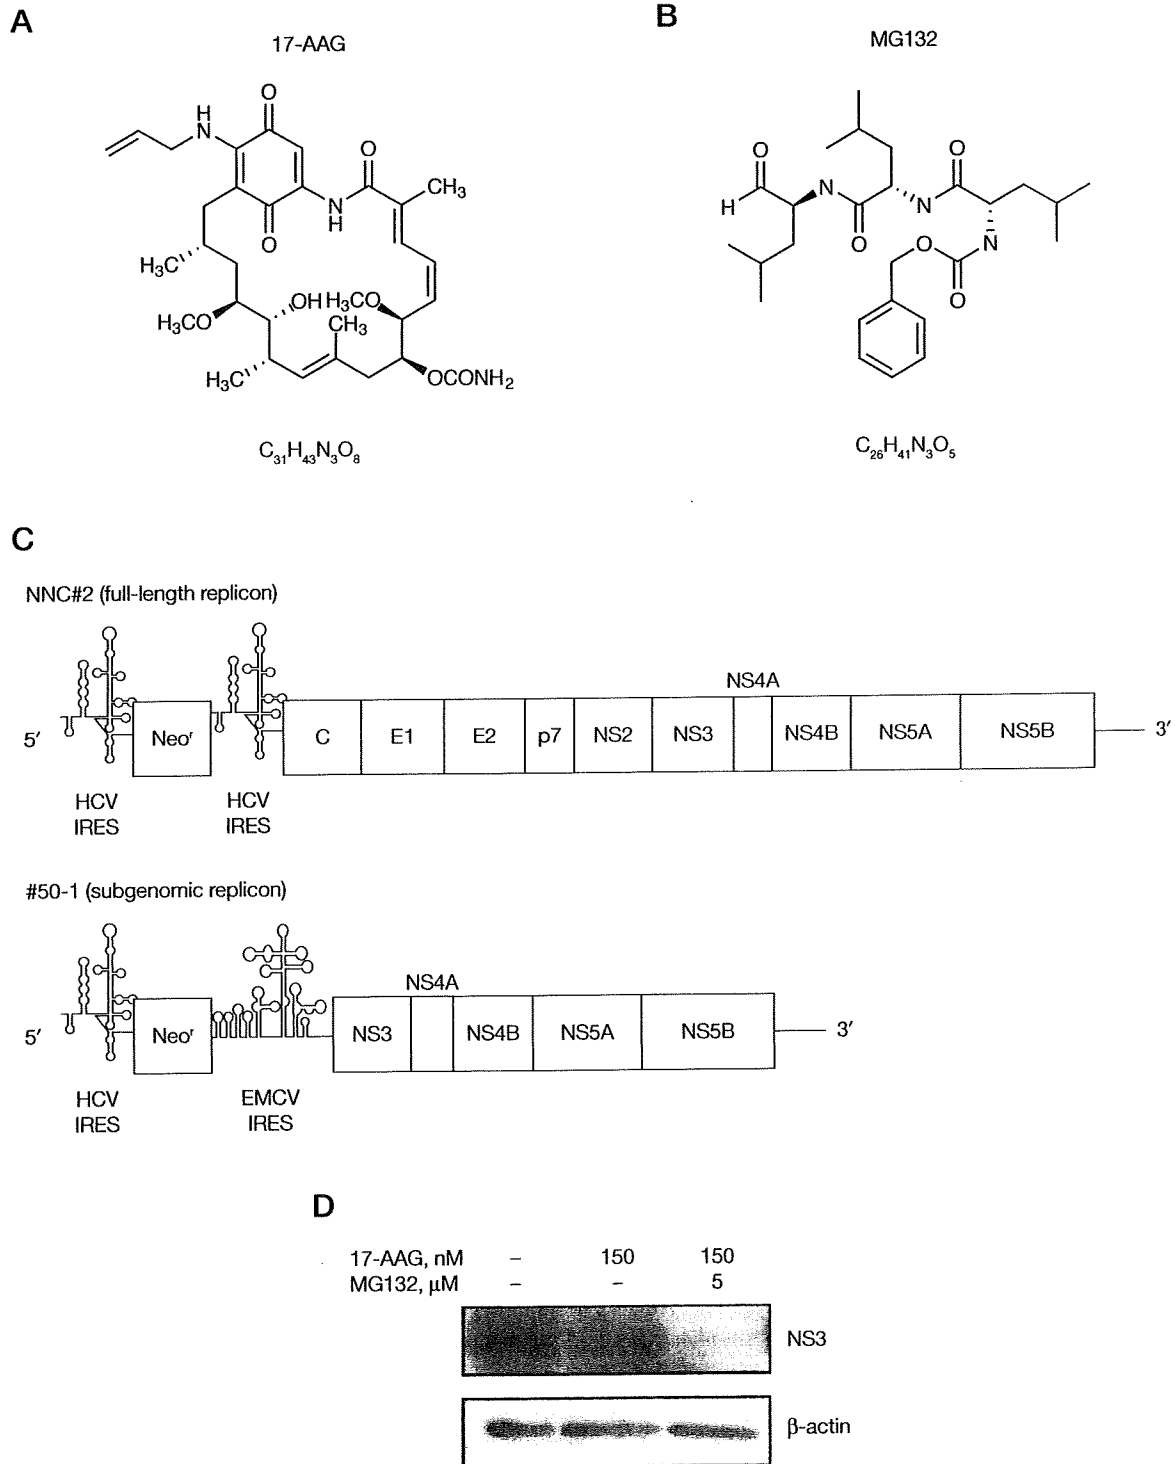 A
17-AAG
O
H
N
O
CH₃
N
H
O
H₃C
H₃CO
OH
H₃CO
CH₃
H₃C
OCONH₂
C₃₁H₄₃N₃O₈
B
MG132
O
H
N
O
N
O
O
N
O
C₂₆H₄₁N₃O₅
C
NNC#2 (full-length replicon)
NS4A
5′
Neoʳ
C
E1
E2
p7
NS2
NS3
NS4B
NS5A
NS5B
3′
HCV
IRES
HCV
IRES
#50-1 (subgenomic replicon)
NS4A
5′
Neoʳ
NS3
NS4B
NS5A
NS5B
3′
HCV
IRES
EMCV
IRES
D
17-AAG, nM – 150 150
MG132, μM – – 5
NS3
β-actin